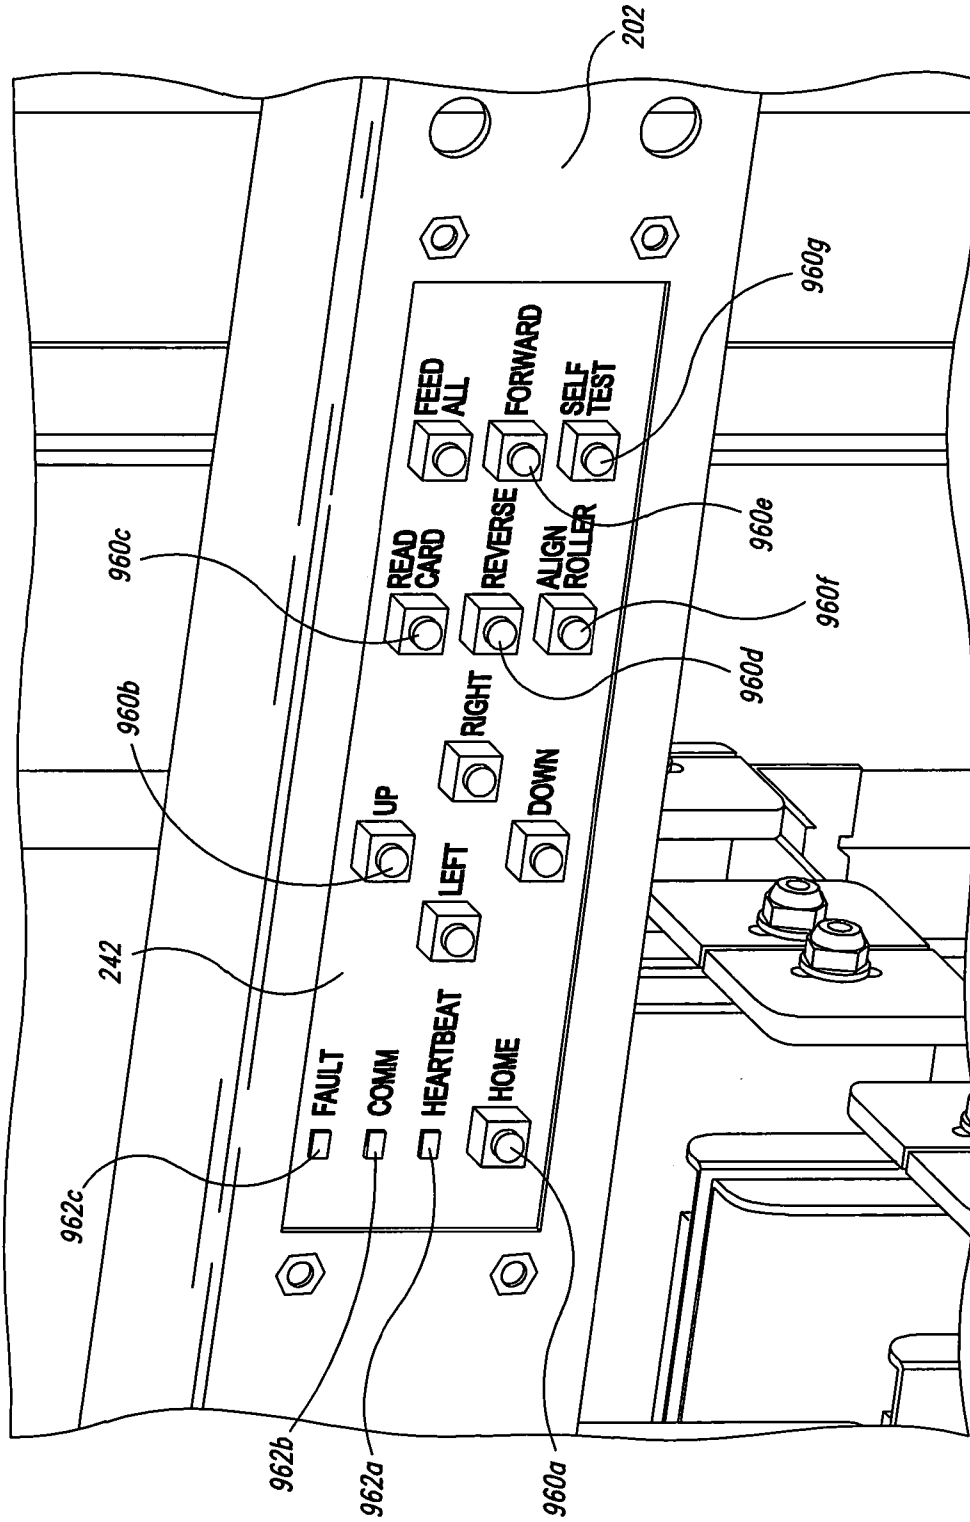 202
960c
960b
242
962c
FAULT
COMM
HEARTBEAT
HOME
UP
LEFT
RIGHT
DOWN
READ
CARD
REVERSE
ALIGN
ROLLER
FEED
ALL
FORWARD
SELF
TEST
960g
960e
960f
960d
962b
962a
960a